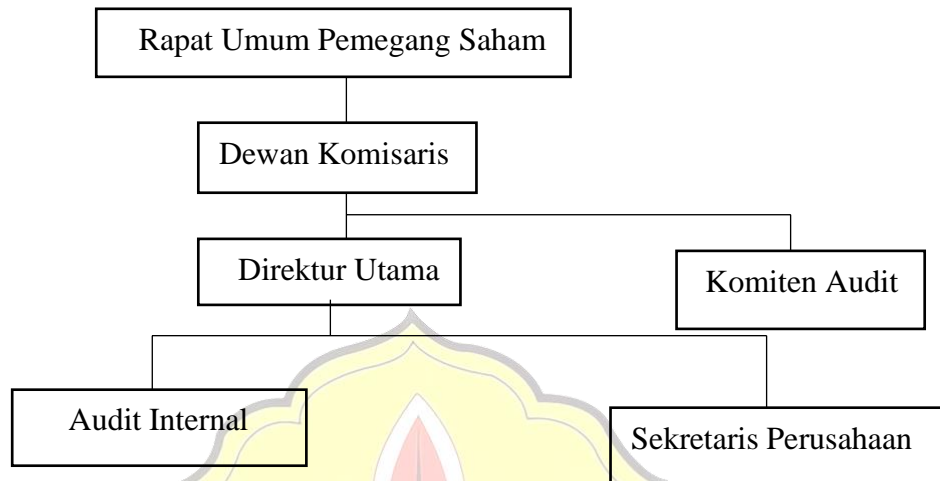 Rapat Umum Pemegang Saham
Dewan Komisaris
Direktur Utama
Komiten Audit
Audit Internal
Sekretaris Perusahaan